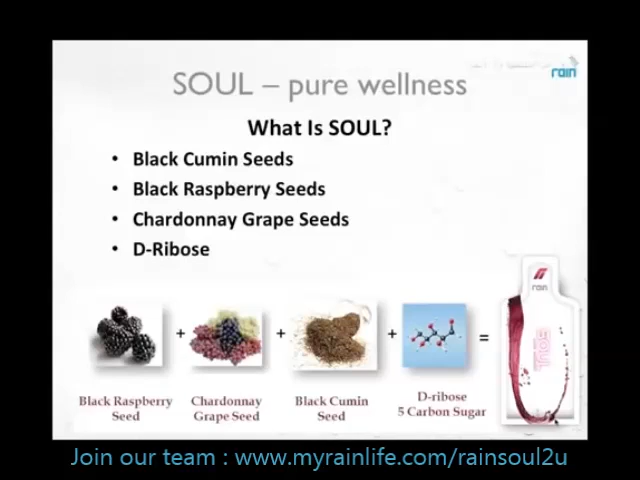 rain
SOUL – pure wellness
What Is SOUL?
• Black Cumin Seeds
• Black Raspberry Seeds
• Chardonnay Grape Seeds
• D-Ribose
rain
soul
+ + + =
Black Raspberry Seed
Chardonnay Grape Seed
Black Cumin Seed
D-ribose
5 Carbon Sugar
Join our team : www.myrainlife.com/rainsoul2u